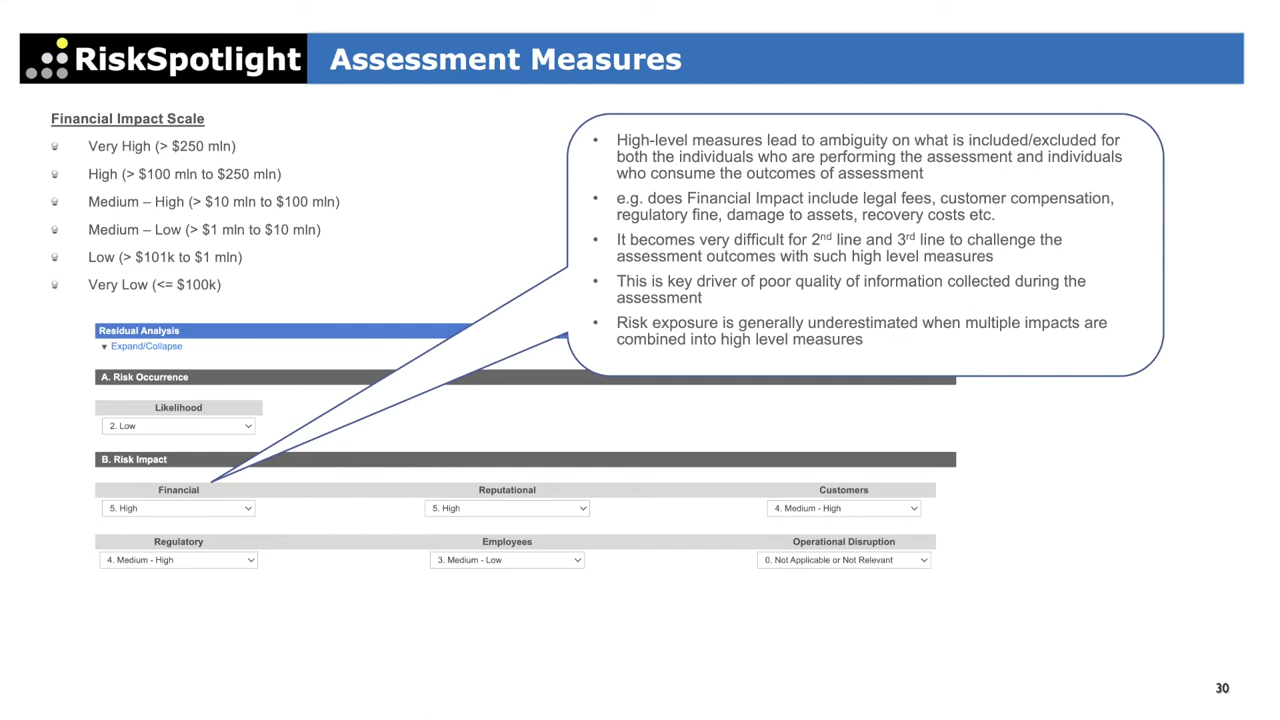 RiskSpotlight
Assessment Measures
Financial Impact Scale
Very High (> $250 mln)
High (> $100 mln to $250 mln)
Medium – High (> $10 mln to $100 mln)
Medium – Low (> $1 mln to $10 mln)
Low (> $101k to $1 mln)
Very Low (<= $100k)
• High-level measures lead to ambiguity on what is included/excluded for
both the individuals who are performing the assessment and individuals
who consume the outcomes of assessment
• e.g. does Financial Impact include legal fees, customer compensation,
regulatory fine, damage to assets, recovery costs etc.
• It becomes very difficult for 2nd line and 3rd line to challenge the
assessment outcomes with such high level measures
• This is key driver of poor quality of information collected during the
assessment
• Risk exposure is generally underestimated when multiple impacts are
combined into high level measures
Residual Analysis
▼ Expand/Collapse
A. Risk Occurrence
Likelihood
2. Low
B. Risk Impact
Financial Reputational Customers
5. High 5. High 4. Medium - High
Regulatory Employees Operational Disruption
4. Medium - High 3. Medium - Low 0. Not Applicable or Not Relevant
30